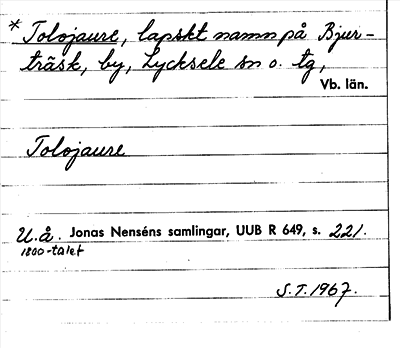 * Tolojaure, lapskt namn på Bjur-
träsk, by, Lycksele sn o. tg,
Vb. län.
Tolojaure
U.å. Jonas Nenséns samlingar, UUB R 649, s. 221.
1800-talet
S.T. 1967.